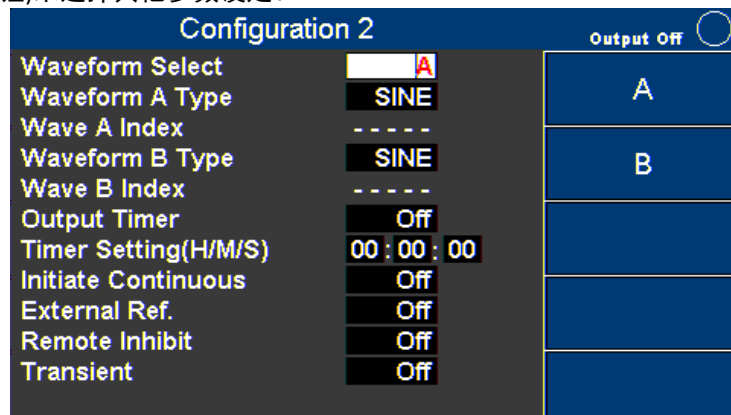 Configuration 2
Output Off
Waveform Select A
Waveform A Type SINE
Wave A Index - - - - -
Waveform B Type SINE
Wave B Index - - - - -
Output Timer Off
Timer Setting(H/M/S) 00 : 00 : 00
Initiate Continuous Off
External Ref. Off
Remote Inhibit Off
Transient Off
A
B